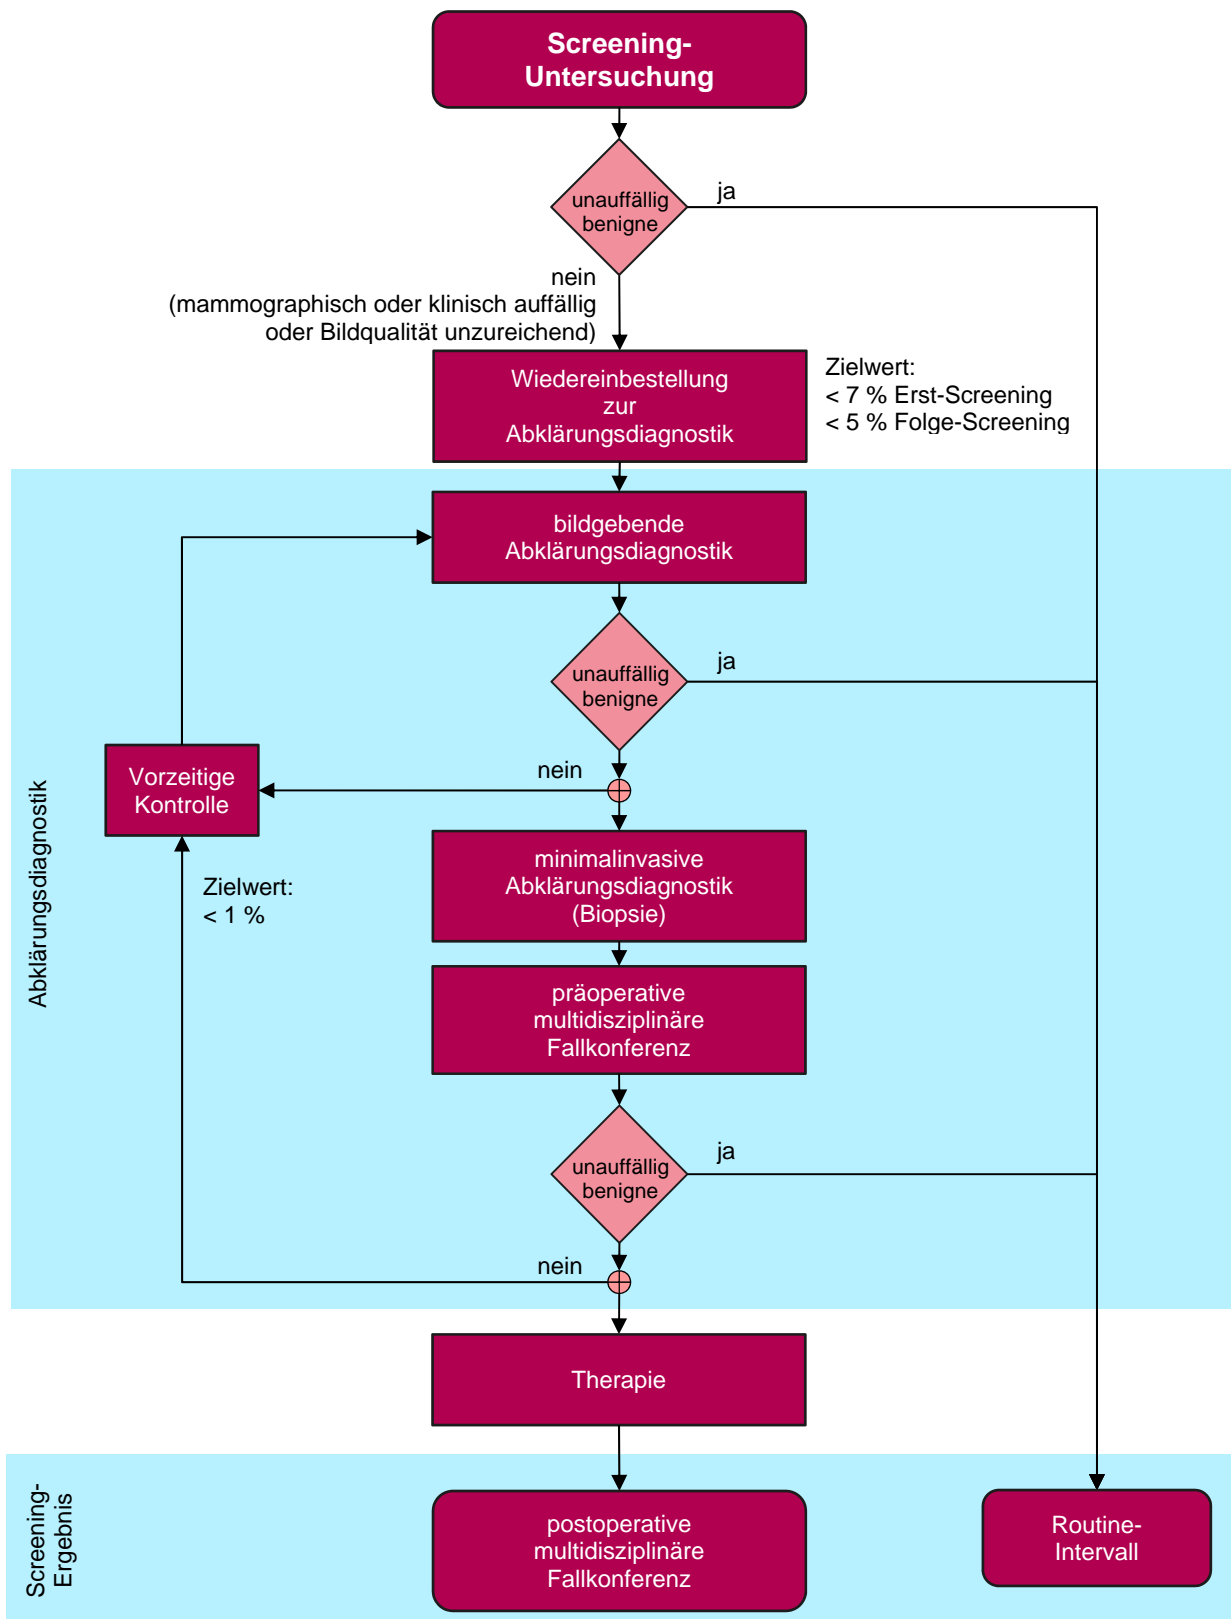 Screening-
Untersuchung
unauffällig
benigne
ja
nein
(mammographisch oder klinisch auffällig
oder Bildqualität unzureichend)
Wiedereinbestellung
zur
Abklärungsdiagnostik
Zielwert:
< 7 % Erst-Screening
< 5 % Folge-Screening
bildgebende
Abklärungsdiagnostik
unauffällig
benigne
ja
nein
Vorzeitige
Kontrolle
Abklärungsdiagnostik
minimalinvasive
Abklärungsdiagnostik
(Biopsie)
Zielwert:
< 1 %
präoperative
multidisziplinäre
Fallkonferenz
unauffällig
benigne
ja
nein
Therapie
Screening-
Ergebnis
postoperative
multidisziplinäre
Fallkonferenz
Routine-
Intervall